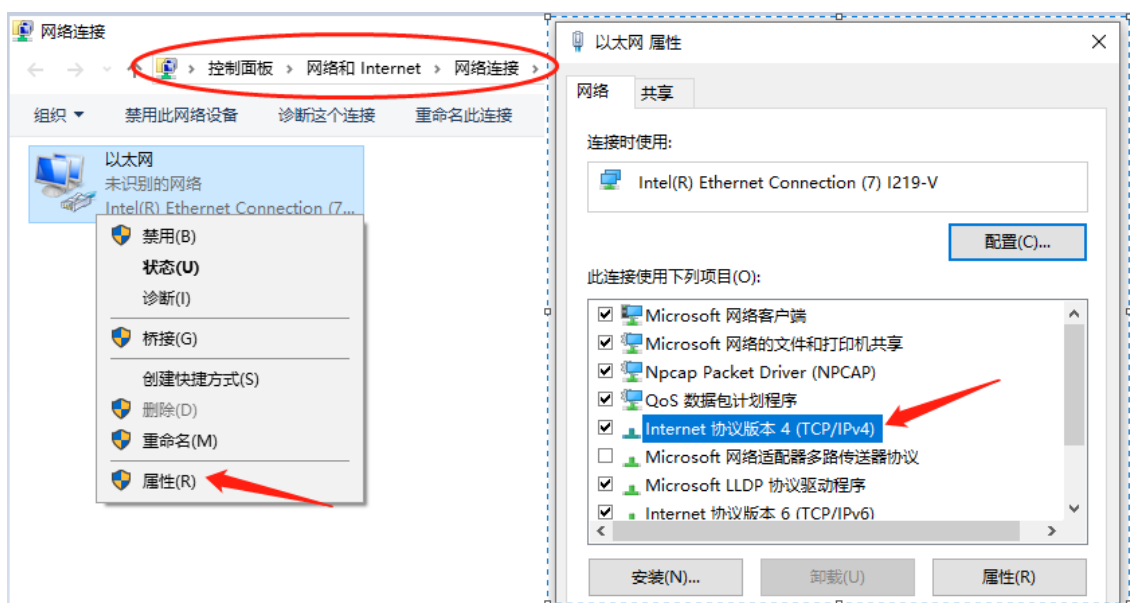 网络连接
控制面板 › 网络和 Internet › 网络连接 ›
组织 禁用此网络设备 诊断这个连接 重命名此连接
以太网
未识别的网络
Intel(R) Ethernet Connection (7...
禁用(B)
状态(U)
诊断(I)
桥接(G)
创建快捷方式(S)
删除(D)
重命名(M)
属性(R)
以太网 属性
网络 共享
连接时使用:
Intel(R) Ethernet Connection (7) I219-V
配置(C)...
此连接使用下列项目(O):
Microsoft 网络客户端
Microsoft 网络的文件和打印机共享
Npcap Packet Driver (NPCAP)
QoS 数据包计划程序
Internet 协议版本 4 (TCP/IPv4)
Microsoft 网络适配器多路传送器协议
Microsoft LLDP 协议驱动程序
Internet 协议版本 6 (TCP/IPv6)
安装(N)... 卸载(U) 属性(R)